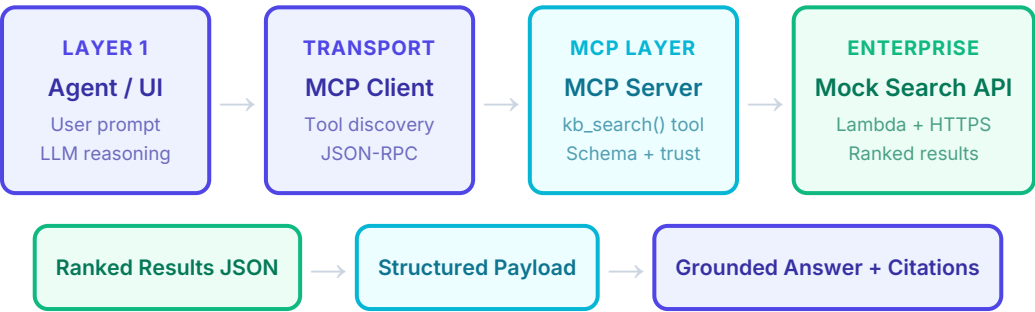 LAYER 1
Agent / UI
User prompt
LLM reasoning
TRANSPORT
MCP Client
Tool discovery
JSON-RPC
MCP LAYER
MCP Server
kb_search() tool
Schema + trust
ENTERPRISE
Mock Search API
Lambda + HTTPS
Ranked results
Ranked Results JSON
Structured Payload
Grounded Answer + Citations